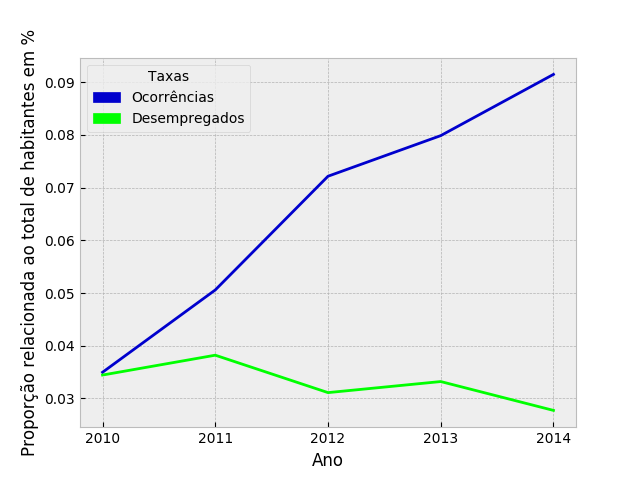 Proporção relacionada ao total de habitantes em %
0.09
0.08
0.07
0.06
0.05
0.04
0.03
Taxas
Ocorrências
Desempregados
2010 2011 2012 2013 2014
Ano